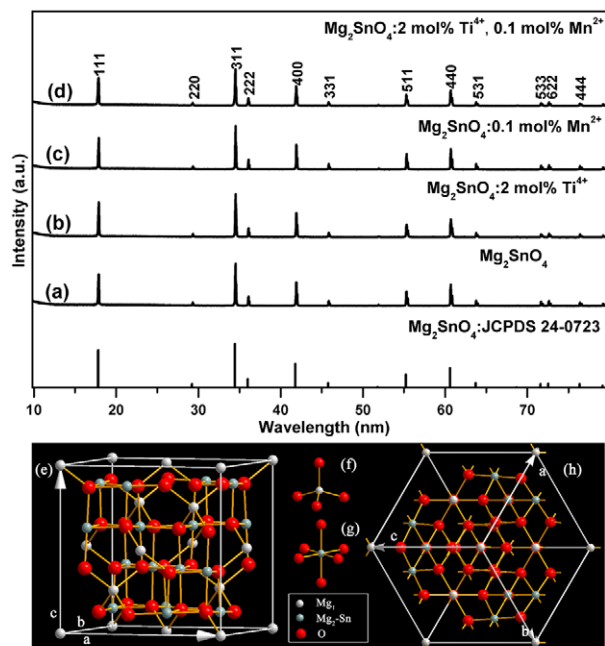 Mg₂SnO₄:2 mol% Ti⁴⁺, 0.1 mol% Mn²⁺
111 220 311 222 400 331 511 440 531 533 622 444
(d)
Mg₂SnO₄:0.1 mol% Mn²⁺
(c)
Mg₂SnO₄:2 mol% Ti⁴⁺
(b)
Mg₂SnO₄
(a)
Mg₂SnO₄:JCPDS 24-0723
Intensity (a.u.)
10 20 30 40 50 60 70
Wavelength (nm)
(e) (f) (h)
a
(g)
c
c b
a
Mg₁
Mg₂-Sn
O
b